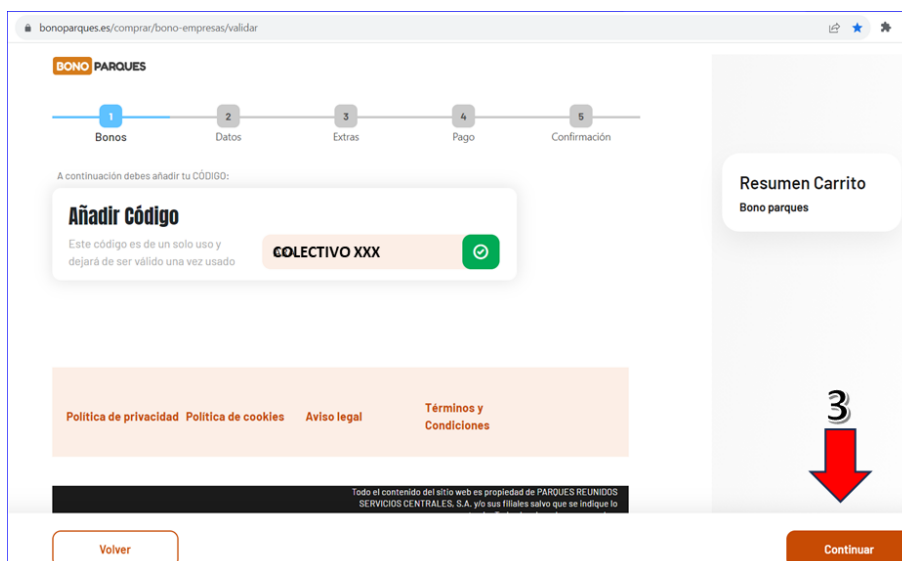 bonoparques.es/comprar/bono-empresas/validar
BONO PARQUES
1 2 3 4 5
Bonos Datos Extras Pago Confirmación
A continuación debes añadir tu CÓDIGO:
Añadir Código
Este código es de un solo uso y
dejará de ser válido una vez usado
COLECTIVO XXX
Resumen Carrito
Bono parques
Política de privacidad Política de cookies Aviso legal Términos y
Condiciones
3
Todo el contenido del sitio web es propiedad de PARQUES REUNIDOS
SERVICIOS CENTRALES, S.A. y/o sus filiales salvo que se indique lo
Volver Continuar